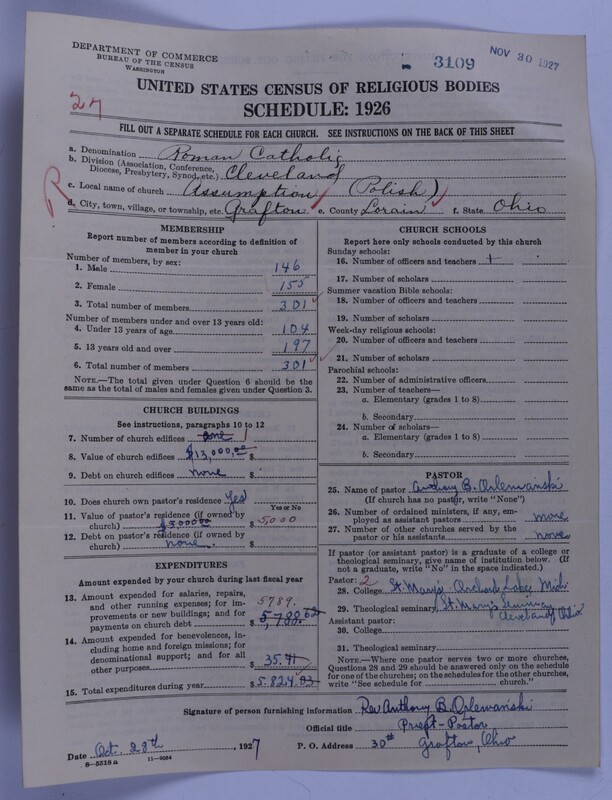 DEPARTMENT OF COMMERCE
BUREAU OF THE CENSUS
WASHINGTON
3109
NOV 30 1927
27
UNITED STATES CENSUS OF RELIGIOUS BODIES
SCHEDULE: 1926
FILL OUT A SEPARATE SCHEDULE FOR EACH CHURCH. SEE INSTRUCTIONS ON THE BACK OF THIS SHEET
a. Denomination Roman Catholic
b. Division (Association, Conference, Diocese, Presbytery, Synod, etc.) Cleveland
c. Local name of church Assumption (Polish)
d. City, town, village, or township, etc. Grafton e. County Lorain f. State Ohio
MEMBERSHIP
Report number of members according to definition of
member in your church
Number of members, by sex:
1. Male 146
2. Female 155
3. Total number of members 301
Number of members under and over 13 years old:
4. Under 13 years of age 104
5. 13 years old and over 197
6. Total number of members 301
NOTE.—The total given under Question 6 should be the
same as the total of males and females given under Question 3.
CHURCH BUILDINGS
See instructions, paragraphs 10 to 12
7. Number of church edifices one 1
8. Value of church edifices $13,000.00 $
9. Debt on church edifices none $
10. Does church own pastor's residence Yes
Yes or No
11. Value of pastor's residence (if owned by
church) $5000.00 $ 5,000
12. Debt on pastor's residence (if owned by
church) none. $
EXPENDITURES
Amount expended by your church during last fiscal year
13. Amount expended for salaries, repairs,
and other running expenses; for im-
provements or new buildings; and for
payments on church debt $ 5789.
14. Amount expended for benevolences, in-
cluding home and foreign missions; for
denominational support; and for all
other purposes $ 35.41
15. Total expenditures during year $ 5,824
CHURCH SCHOOLS
Report here only schools conducted by this church
Sunday schools:
16. Number of officers and teachers
17. Number of scholars
Summer vacation Bible schools:
18. Number of officers and teachers
19. Number of scholars
Week-day religious schools:
20. Number of officers and teachers
21. Number of scholars
Parochial schools:
22. Number of administrative officers
23. Number of teachers—
a. Elementary (grades 1 to 8)
b. Secondary
24. Number of scholars—
a. Elementary (grades 1 to 8)
b. Secondary
PASTOR
25. Name of pastor Anthony B. Orlemanski
(If church has no pastor, write "None")
26. Number of ordained ministers, if any, em-
ployed as assistant pastors none
27. Number of other churches served by the
pastor or his assistants none
If pastor (or assistant pastor) is a graduate of a college or
theological seminary, give name of institution below. (If
not a graduate, write "No" in the space indicated.)
Pastor: 2
28. College St. Mary's Orchard Lake, Mich
29. Theological seminary St. Mary's Seminary Cleveland, Ohio
Assistant pastor:
30. College
31. Theological seminary
NOTE.—Where one pastor serves two or more churches,
Questions 28 and 29 should be answered only on the schedule
for one of the churches; on the schedules for the other churches,
write "See schedule for ________ church."
Signature of person furnishing information Rev Anthony B. Orlemanski
Official title Priest-Pastor
Date Oct. 28th, 1927 P. O. Address Grafton, Ohio
8-5518a 11-9084